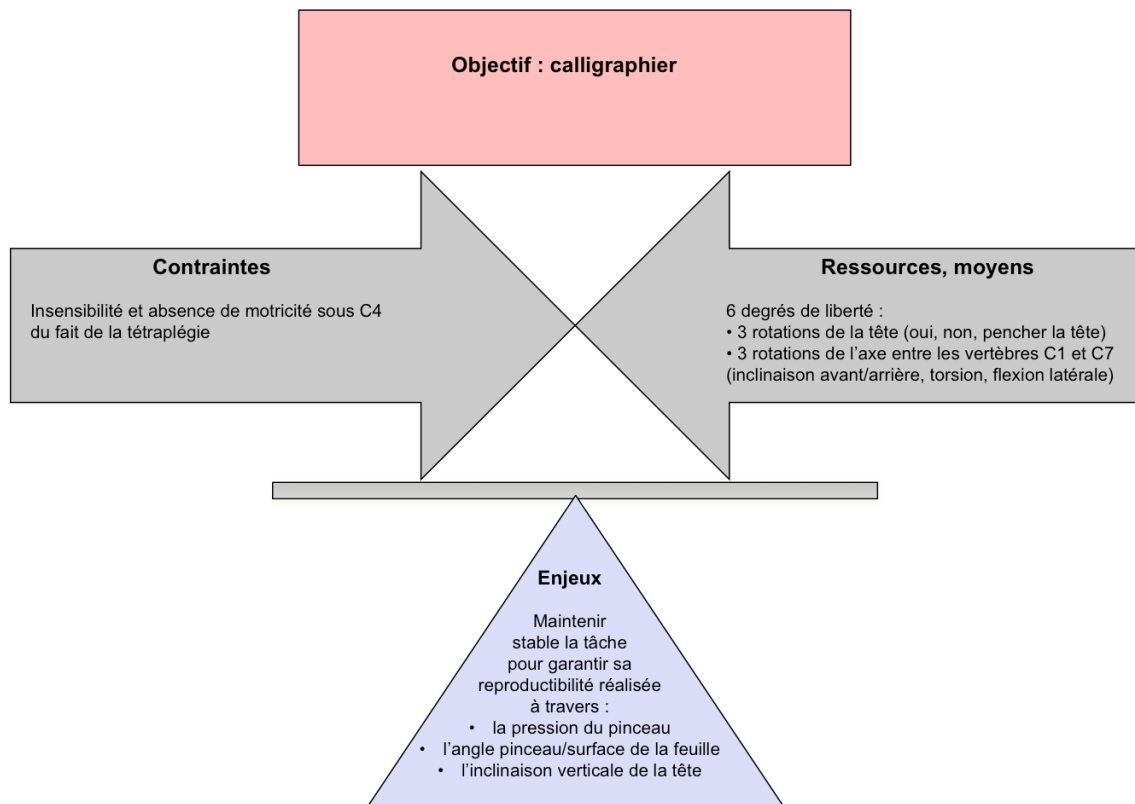 Objectif : calligraphier
Contraintes
Insensibilité et absence de motricité sous C4
du fait de la tétraplégie
Ressources, moyens
6 degrés de liberté :
• 3 rotations de la tête (oui, non, pencher la tête)
• 3 rotations de l’axe entre les vertèbres C1 et C7
(inclinaison avant/arrière, torsion, flexion latérale)
Enjeux
Maintenir
stable la tâche
pour garantir sa
reproductibilité réalisée
à travers :
• la pression du pinceau
• l’angle pinceau/surface de la feuille
• l’inclinaison verticale de la tête